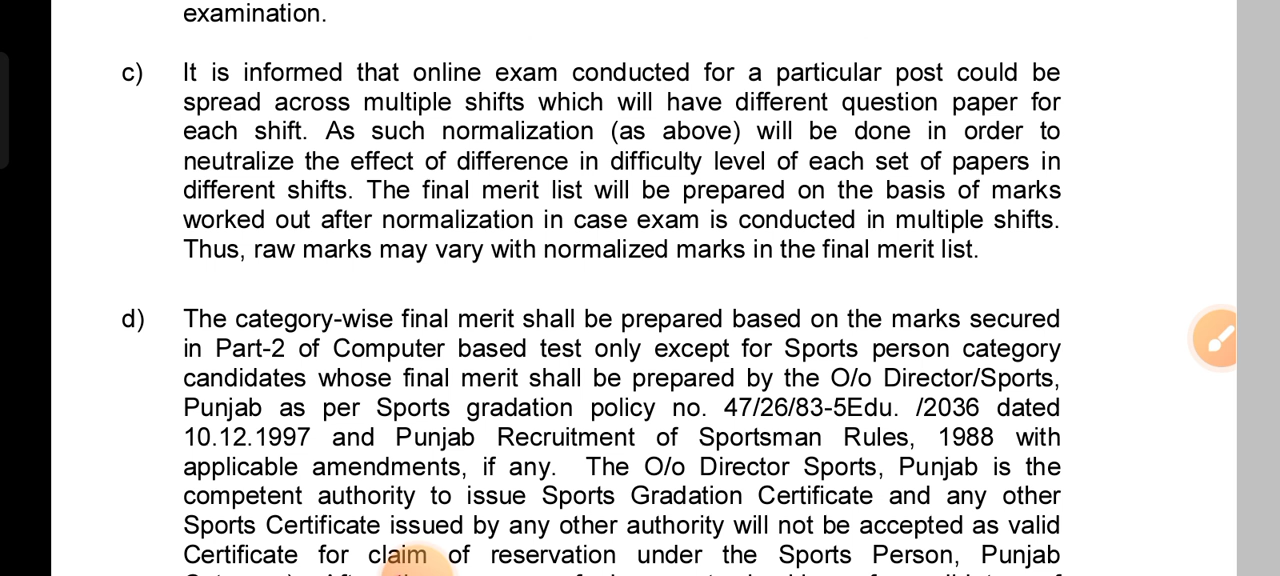 examination.
c) It is informed that online exam conducted for a particular post could be
spread across multiple shifts which will have different question paper for
each shift. As such normalization (as above) will be done in order to
neutralize the effect of difference in difficulty level of each set of papers in
different shifts. The final merit list will be prepared on the basis of marks
worked out after normalization in case exam is conducted in multiple shifts.
Thus, raw marks may vary with normalized marks in the final merit list.
d) The category-wise final merit shall be prepared based on the marks secured
in Part-2 of Computer based test only except for Sports person category
candidates whose final merit shall be prepared by the O/o Director/Sports,
Punjab as per Sports gradation policy no. 47/26/83-5Edu. /2036 dated
10.12.1997 and Punjab Recruitment of Sportsman Rules, 1988 with
applicable amendments, if any. The O/o Director Sports, Punjab is the
competent authority to issue Sports Gradation Certificate and any other
Sports Certificate issued by any other authority will not be accepted as valid
Certificate for claim of reservation under the Sports Person, Punjab